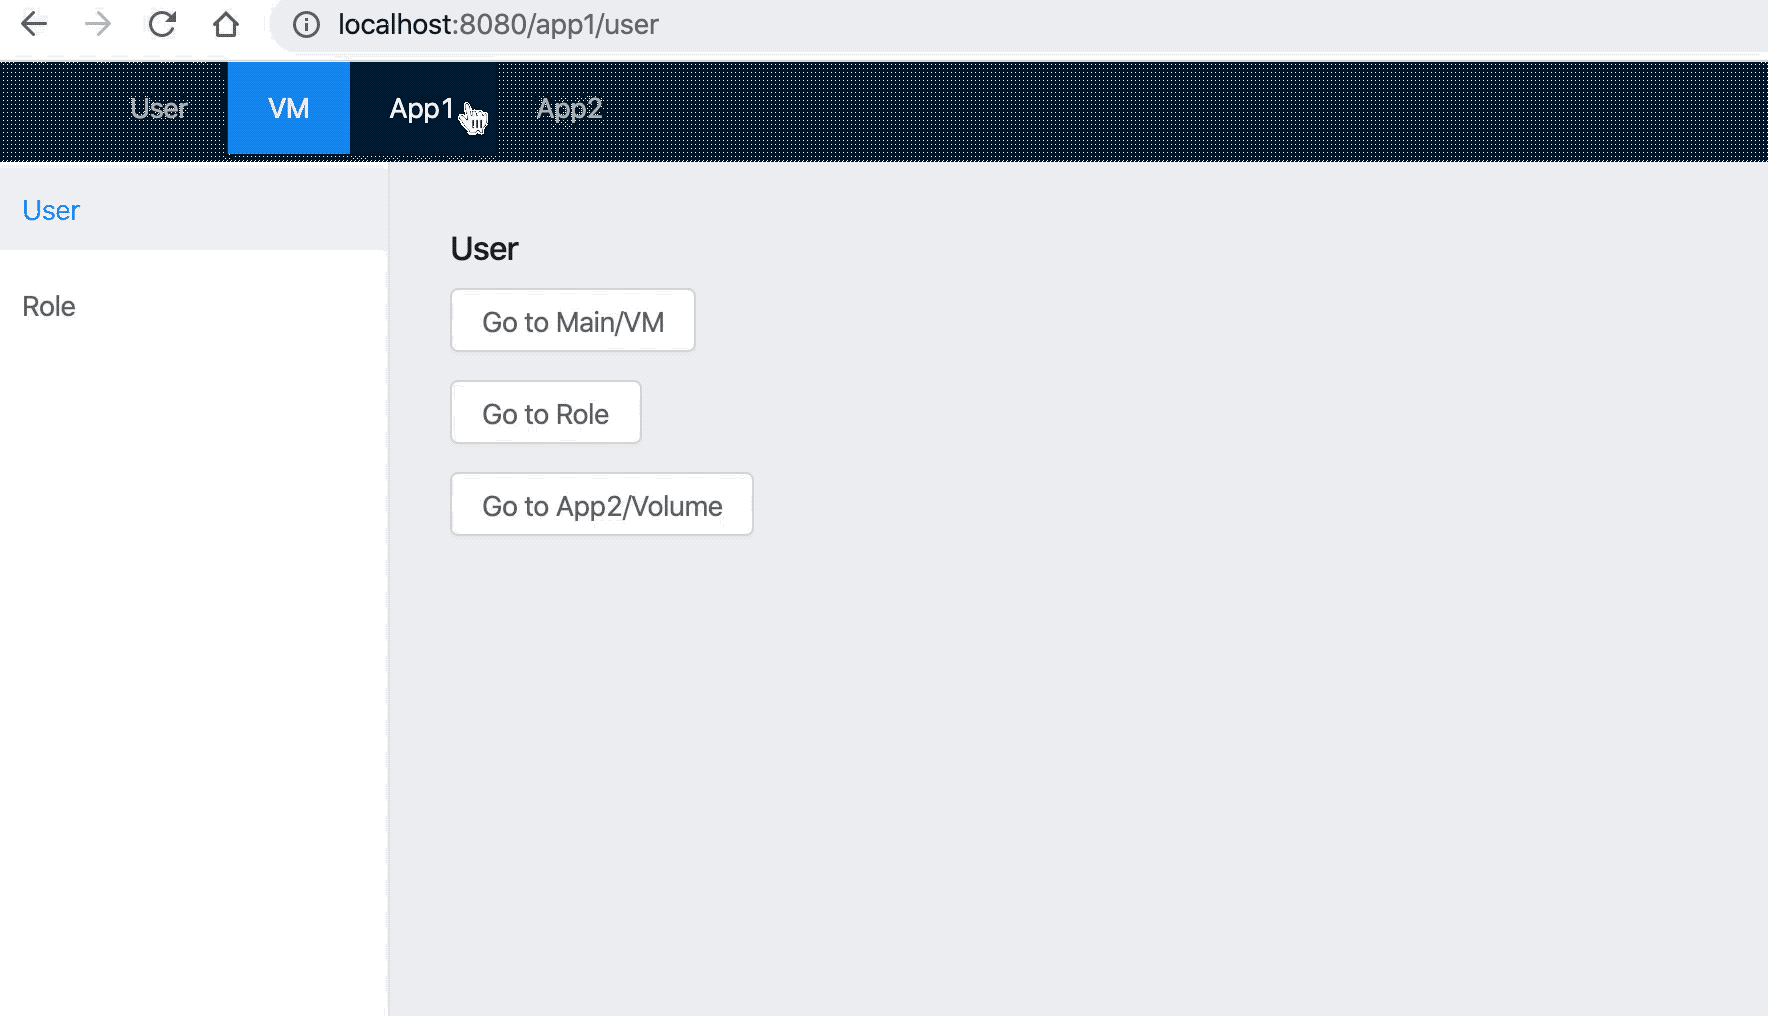 localhost:8080/app1/user
User VM App1 App2
User
Role
User
Go to Main/VM
Go to Role
Go to App2/Volume